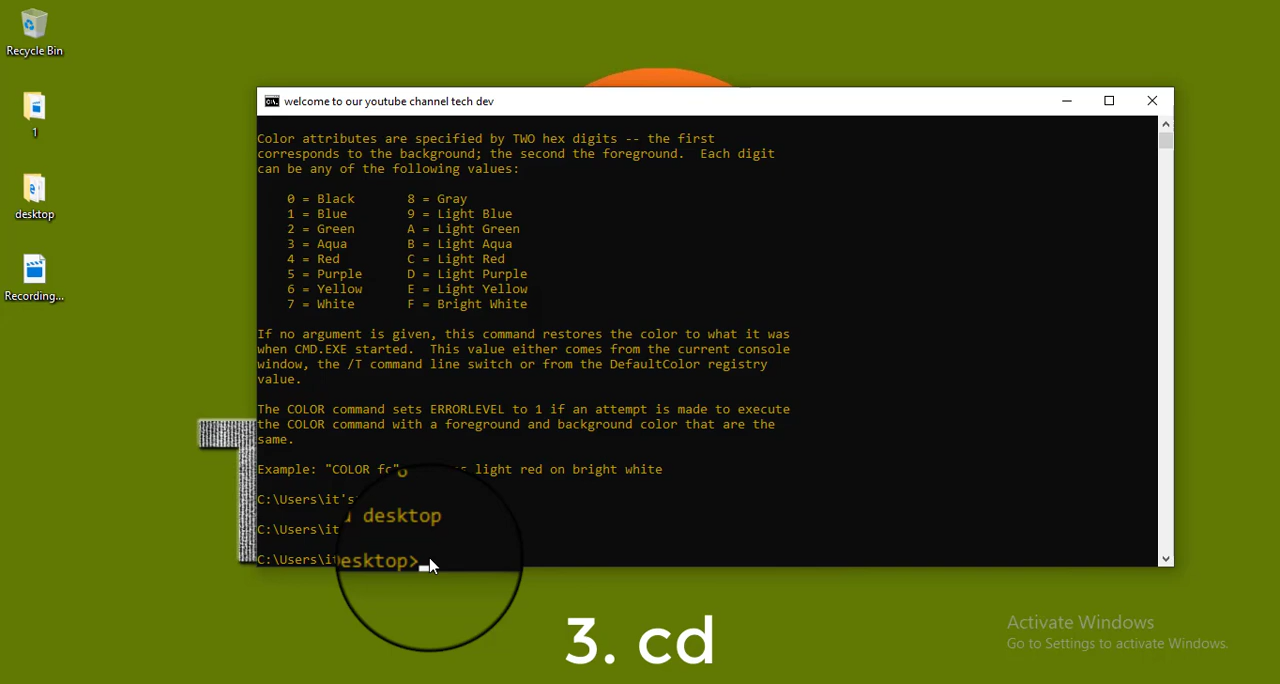 Recycle Bin
1
desktop
Recording...
welcome to our youtube channel tech dev
Color attributes are specified by TWO hex digits -- the first
corresponds to the background; the second the foreground. Each digit
can be any of the following values:
0 = Black 8 = Gray
1 = Blue 9 = Light Blue
2 = Green A = Light Green
3 = Aqua B = Light Aqua
4 = Red C = Light Red
5 = Purple D = Light Purple
6 = Yellow E = Light Yellow
7 = White F = Bright White
If no argument is given, this command restores the color to what it was
when CMD.EXE started. This value either comes from the current console
window, the /T command line switch or from the DefaultColor registry
value.
The COLOR command sets ERRORLEVEL to 1 if an attempt is made to execute
the COLOR command with a foreground and background color that are the
same.
Example: "COLOR fc" light red on bright white
C:\Users\it's
C:\Users\it desktop
C:\Users\it esktop>
3. cd
Activate Windows
Go to Settings to activate Windows.